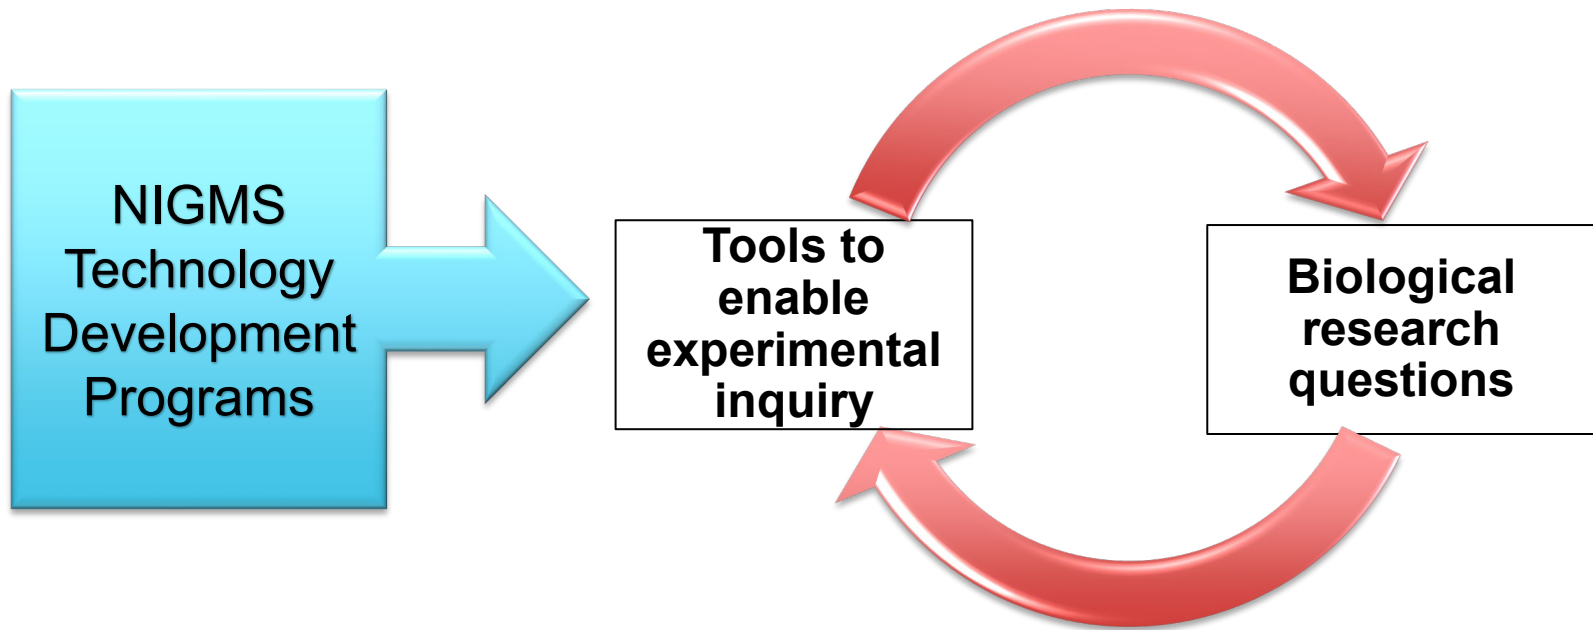 NIGMS
Technology
Development
Programs
Tools to
enable
experimental
inquiry
Biological
research
questions